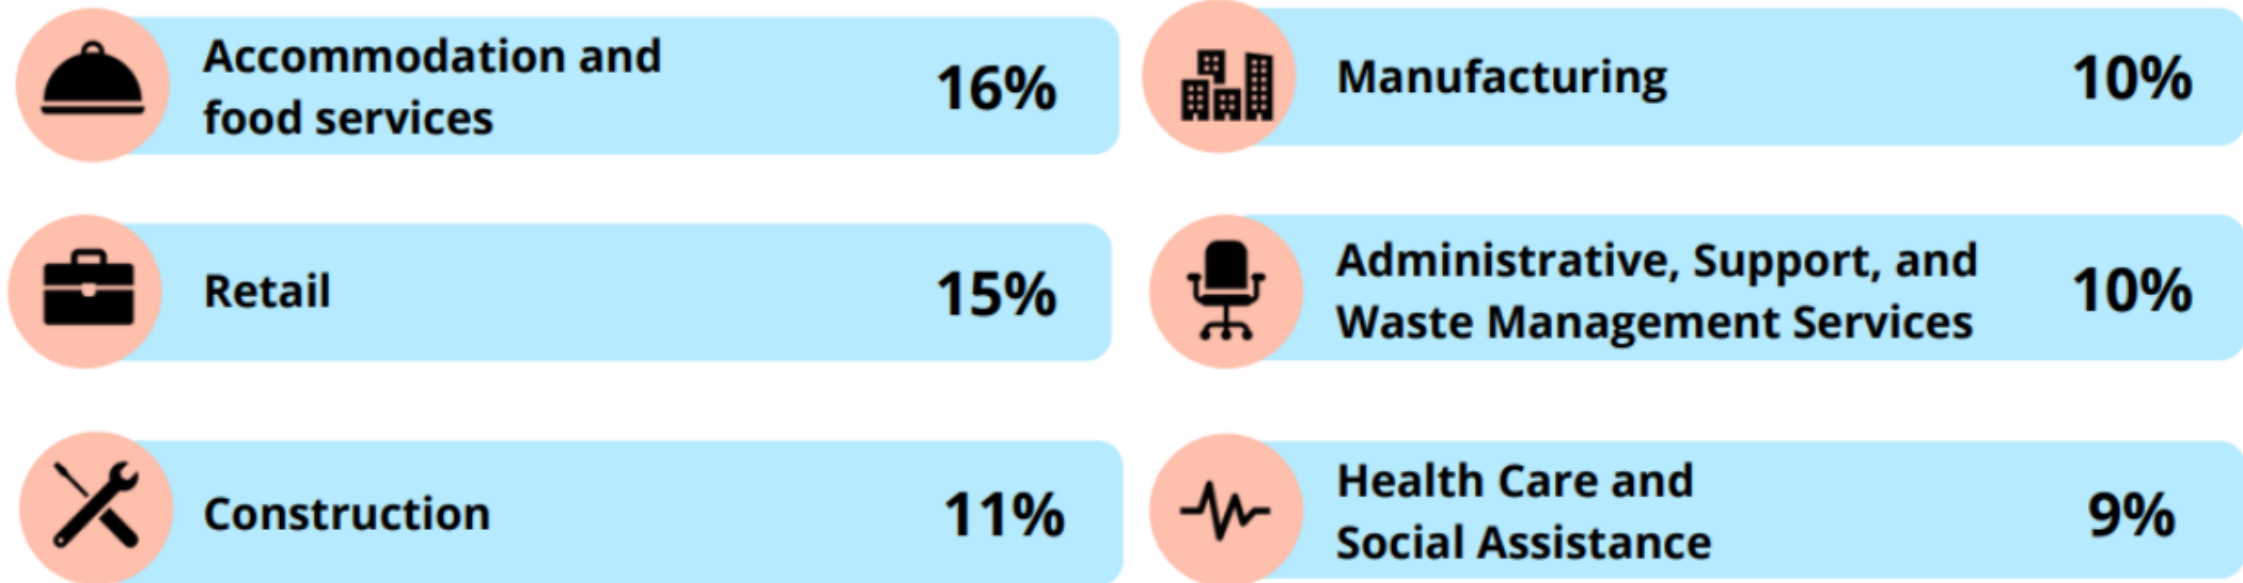 Accommodation and
food services
16%
Retail
15%
Construction
11%
Manufacturing
10%
Administrative, Support, and
Waste Management Services
10%
Health Care and
Social Assistance
9%